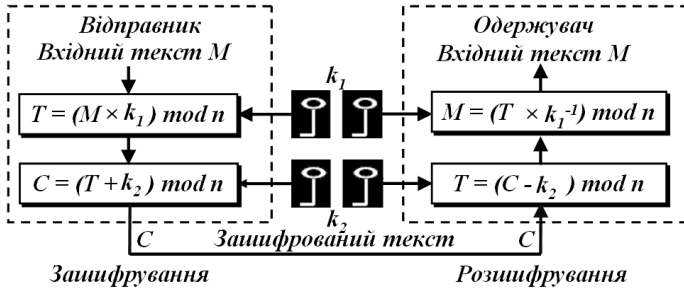 Відправник
Вхідний текст M
Одержувач
Вхідний текст M
k₁
T = (M × k₁ ) mod n
M = (T × k₁⁻¹) mod n
C = (T + k₂ ) mod n
T = (C - k₂ ) mod n
k₂
C
Зашифрований текст
C
Зашифрування
Розшифрування